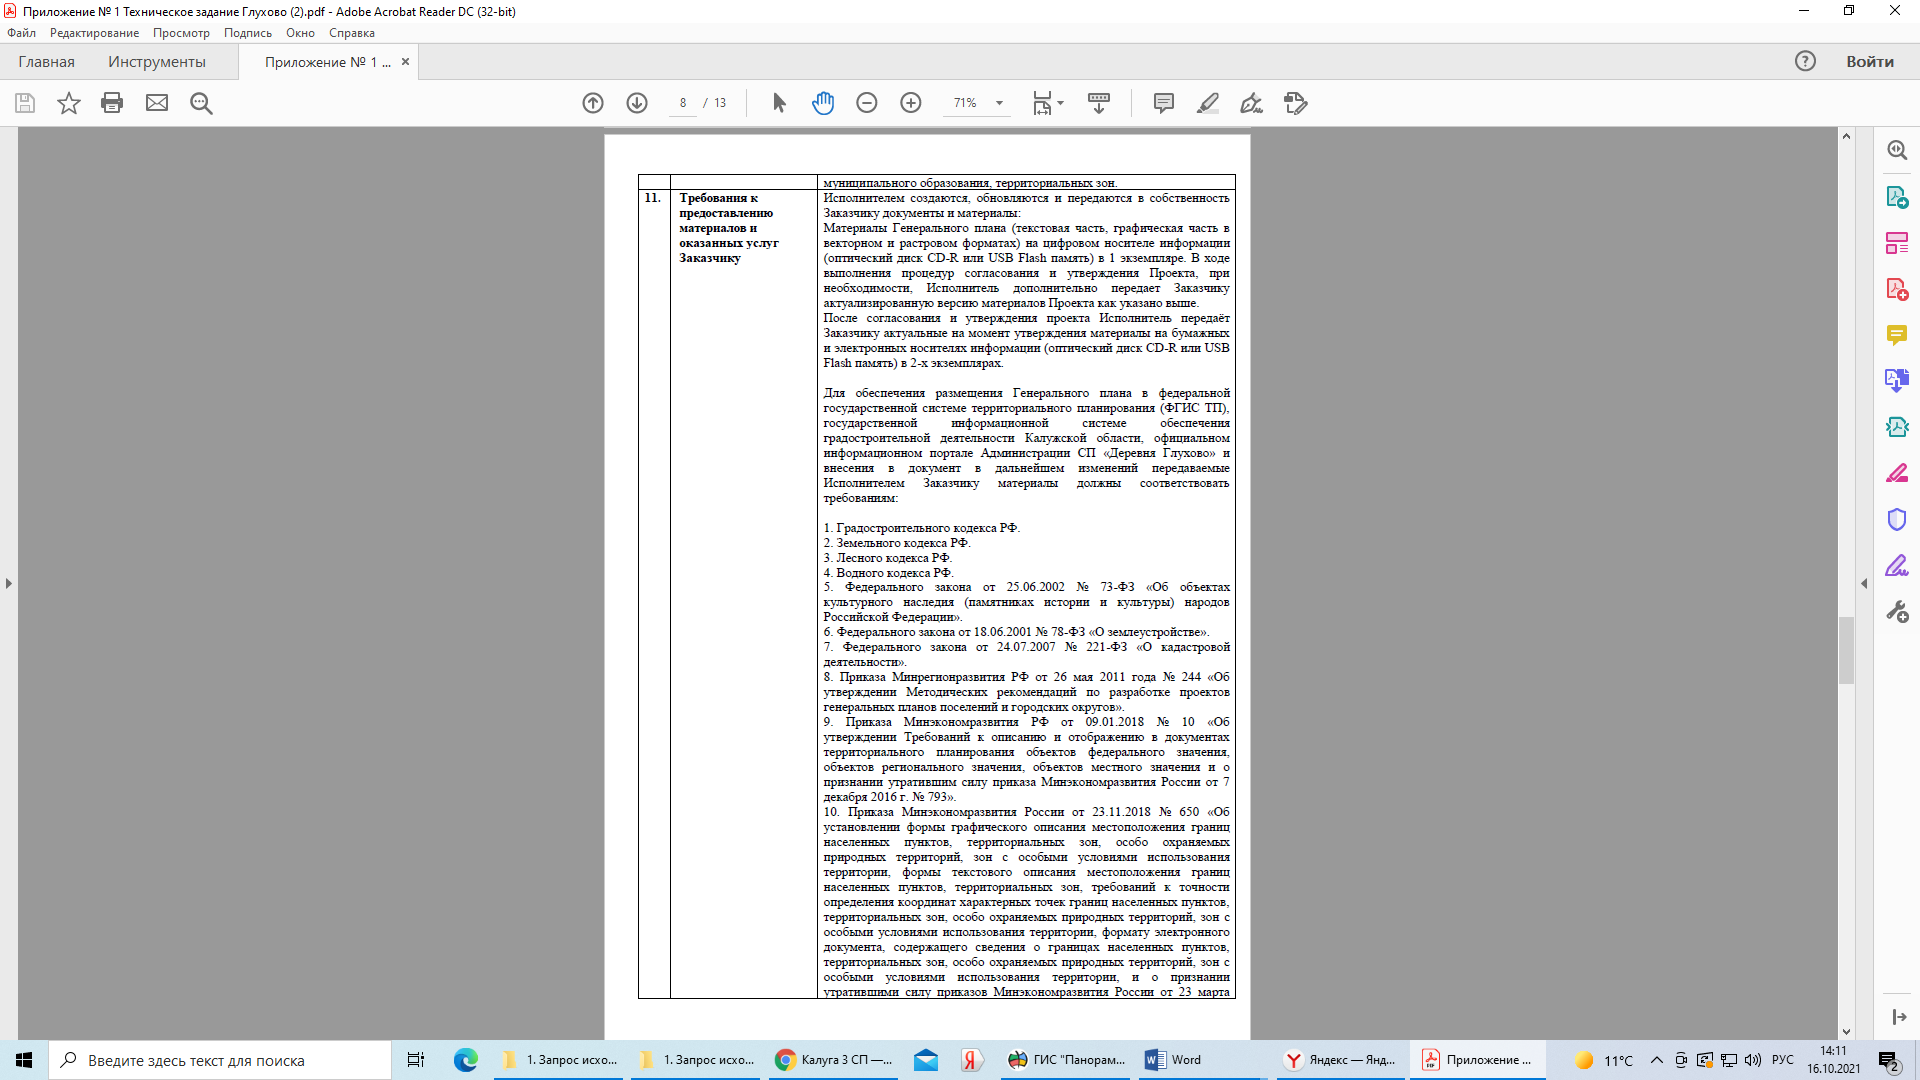 Приложение № 1 Техническое задание Глухово (2).pdf - Adobe Acrobat Reader DC (32-bit)
Файл Редактирование Просмотр Подпись Окно Справка
Главная Инструменты Приложение № 1 ... × Войти
8 / 13 71%
муниципального образования, территориальных зон.
11. Требования к предоставлению материалов и оказанных услуг Заказчику
Исполнителем создаются, обновляются и передаются в собственность
Заказчику документы и материалы:
Материалы Генерального плана (текстовая часть, графическая часть в
векторном и растровом форматах) на цифровом носителе информации
(оптический диск CD-R или USB Flash память) в 1 экземпляре. В ходе
выполнения процедур согласования и утверждения Проекта, при
необходимости, Исполнитель дополнительно передает Заказчику
актуализированную версию материалов Проекта как указано выше.
После согласования и утверждения проекта Исполнитель передаёт
Заказчику актуальные на момент утверждения материалы на бумажных
и электронных носителях информации (оптический диск CD-R или USB
Flash память) в 2-х экземплярах.
Для обеспечения размещения Генерального плана в федеральной
государственной системе территориального планирования (ФГИС ТП),
государственной информационной системе обеспечения
градостроительной деятельности Калужской области, официальном
информационном портале Администрации СП «Деревня Глухово» и
внесения в документ в дальнейшем изменений передаваемые
Исполнителем Заказчику материалы должны соответствовать
требованиям:
1. Градостроительного кодекса РФ.
2. Земельного кодекса РФ.
3. Лесного кодекса РФ.
4. Водного кодекса РФ.
5. Федерального закона от 25.06.2002 № 73-ФЗ «Об объектах
культурного наследия (памятниках истории и культуры) народов
Российской Федерации».
6. Федерального закона от 18.06.2001 № 78-ФЗ «О землеустройстве».
7. Федерального закона от 24.07.2007 № 221-ФЗ «О кадастровой
деятельности».
8. Приказа Минрегионразвития РФ от 26 мая 2011 года № 244 «Об
утверждении Методических рекомендаций по разработке проектов
генеральных планов поселений и городских округов».
9. Приказа Минэкономразвития РФ от 09.01.2018 № 10 «Об
утверждении Требований к описанию и отображению в документах
территориального планирования объектов федерального значения,
объектов регионального значения, объектов местного значения и о
признании утратившим силу приказа Минэкономразвития России от 7
декабря 2016 г. № 793».
10. Приказа Минэкономразвития России от 23.11.2018 № 650 «Об
установлении формы графического описания местоположения границ
населенных пунктов, территориальных зон, особо охраняемых
природных территорий, зон с особыми условиями использования
территории, формы текстового описания местоположения границ
населенных пунктов, территориальных зон, требований к точности
определения координат характерных точек границ населенных пунктов,
территориальных зон, особо охраняемых природных территорий, зон с
особыми условиями использования территории, формату электронного
документа, содержащего сведения о границах населенных пунктов,
территориальных зон, особо охраняемых природных территорий, зон с
особыми условиями использования территории, и о признании
утратившими силу приказов Минэкономразвития России от 23 марта
Введите здесь текст для поиска
1. Запрос исхо... 1. Запрос исхо... Калуга 3 СП —... ГИС "Панорам... Word Яндекс — Янд... Приложение ...
11°C РУС 14:11
16.10.2021 2